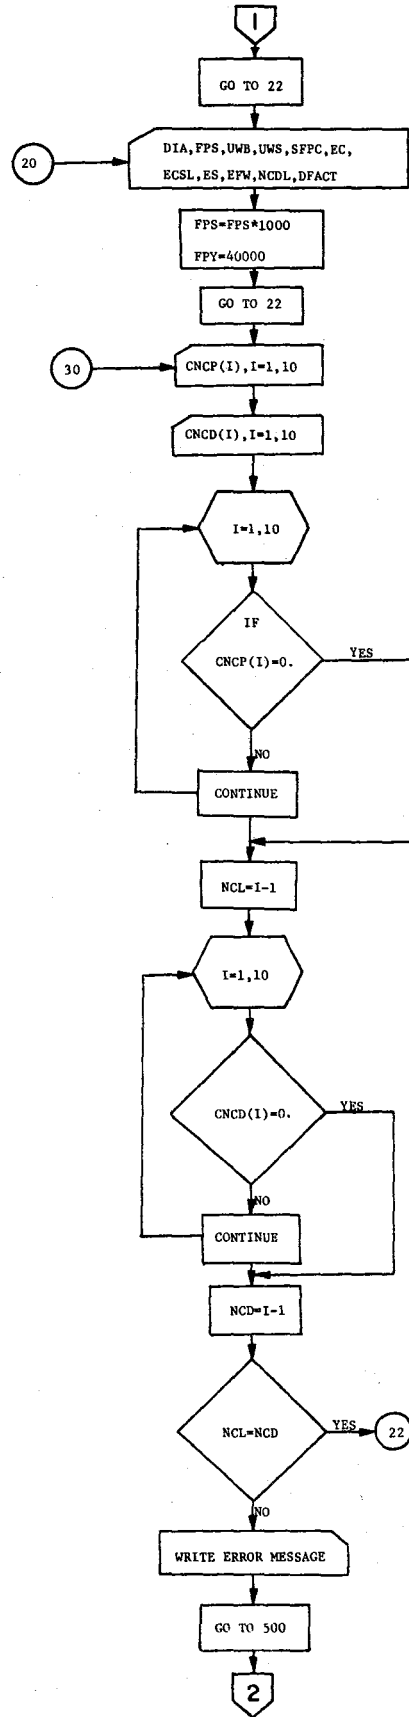 1
GO TO 22
20
DIA,FPS,UWB,UWS,SFPC,EC,
ECSL,ES,EFW,NCDL,DFACT
FPS=FPS*1000
FPY=40000
GO TO 22
30
CNCP(I),I=1,10
CNCD(I),I=1,10
I=1,10
IF
CNCP(I)=0.
YES
NO
CONTINUE
NCL=I-1
I=1,10
CNCD(I)=0.
YES
NO
CONTINUE
NCD=I-1
NCL=NCD
YES
22
NO
WRITE ERROR MESSAGE
GO TO 500
2